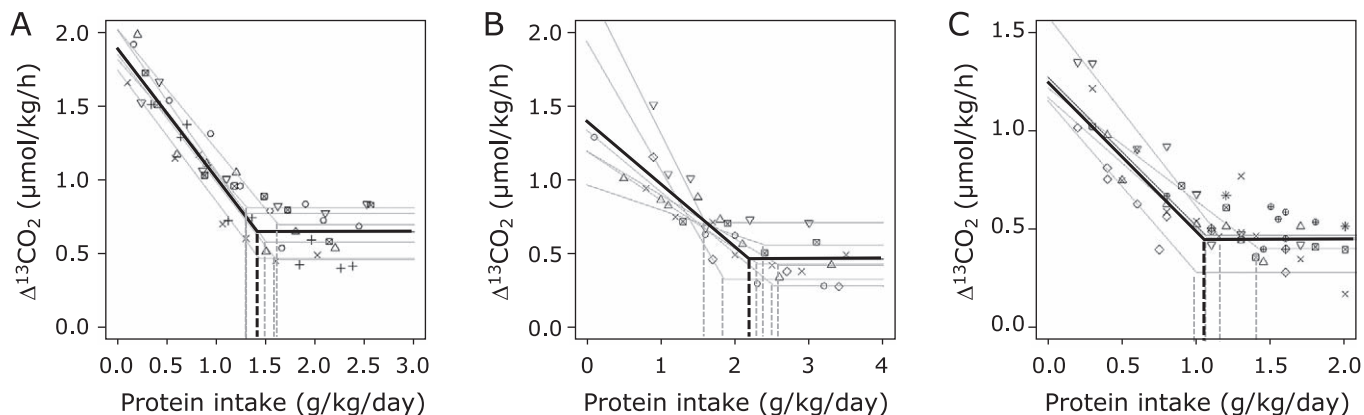 A
B
C
Δ¹³CO₂ (µmol/kg/h)
2.0
1.5
1.0
0.5
0.0
0.0 0.5 1.0 1.5 2.0 2.5 3.0
Protein intake (g/kg/day)
Δ¹³CO₂ (µmol/kg/h)
2.0
1.5
1.0
0.5
0.0
0 1 2 3 4
Protein intake (g/kg/day)
Δ¹³CO₂ (µmol/kg/h)
1.5
1.0
0.5
0.0
0.0 0.5 1.0 1.5 2.0
Protein intake (g/kg/day)